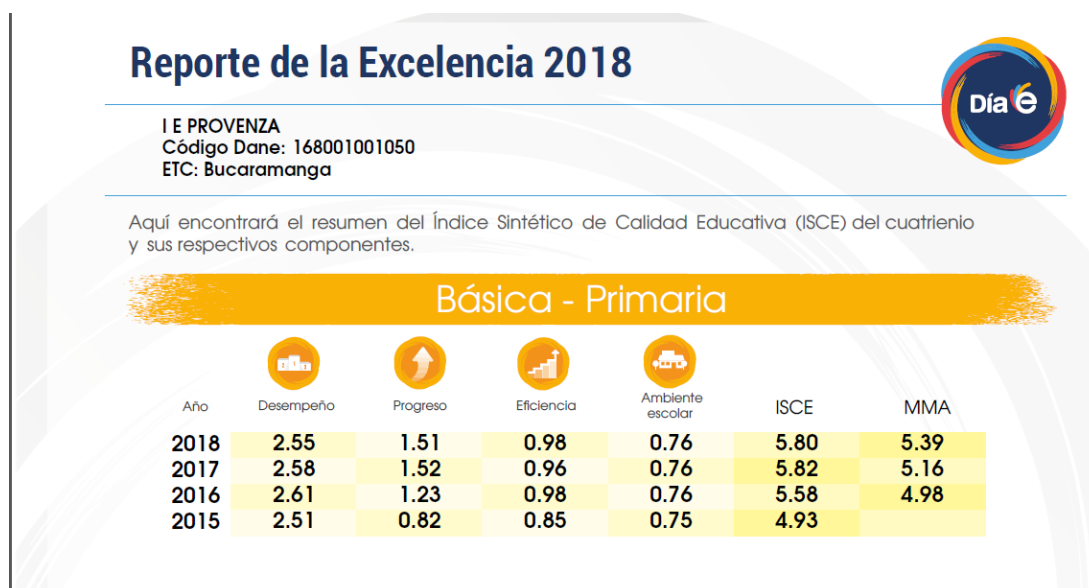 Reporte de la Excelencia 2018
Día e
I E PROVENZA
Código Dane: 168001001050
ETC: Bucaramanga
Aquí encontrará el resumen del Índice Sintético de Calidad Educativa (ISCE) del cuatrienio
y sus respectivos componentes.
Básica - Primaria
Año Desempeño Progreso Eficiencia Ambiente escolar ISCE MMA
2018 2.55 1.51 0.98 0.76 5.80 5.39
2017 2.58 1.52 0.96 0.76 5.82 5.16
2016 2.61 1.23 0.98 0.76 5.58 4.98
2015 2.51 0.82 0.85 0.75 4.93